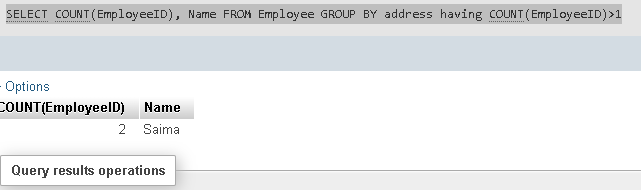 SELECT COUNT(EmployeeID), Name FROM Employee GROUP BY address having COUNT(EmployeeID)>1
Options
COUNT(EmployeeID) Name
2 Saima
Query results operations